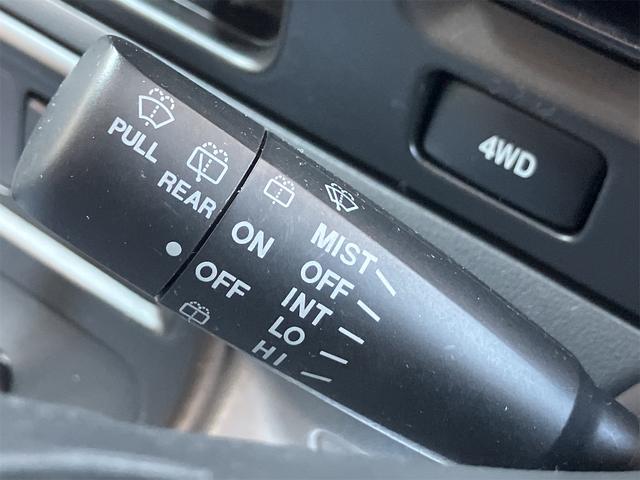 PULL
REAR
ON
OFF
MIST
OFF
INT
LO
HI
4WD